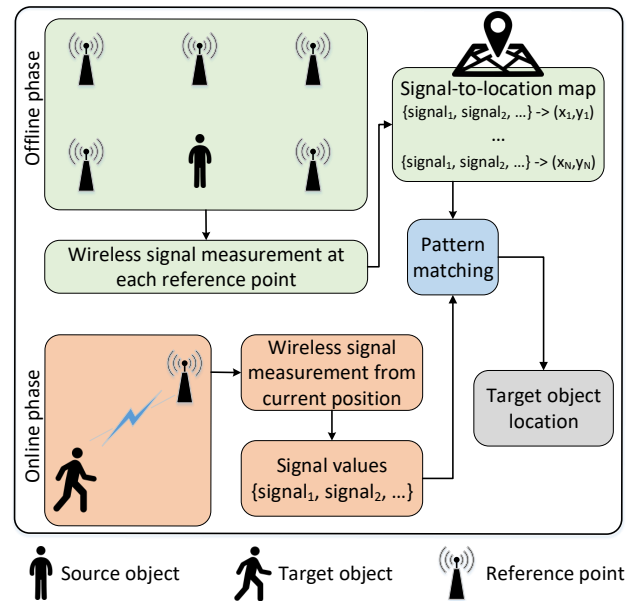 Offline phase
Signal-to-location map
{signal₁, signal₂, ...} -> (x₁,y₁)
...
{signal₁, signal₂, ...} -> (x_N,y_N)
Wireless signal measurement at
each reference point
Pattern
matching
Online phase
Wireless signal
measurement from
current position
Signal values
{signal₁, signal₂, ...}
Target object
location
Source object
Target object
Reference point